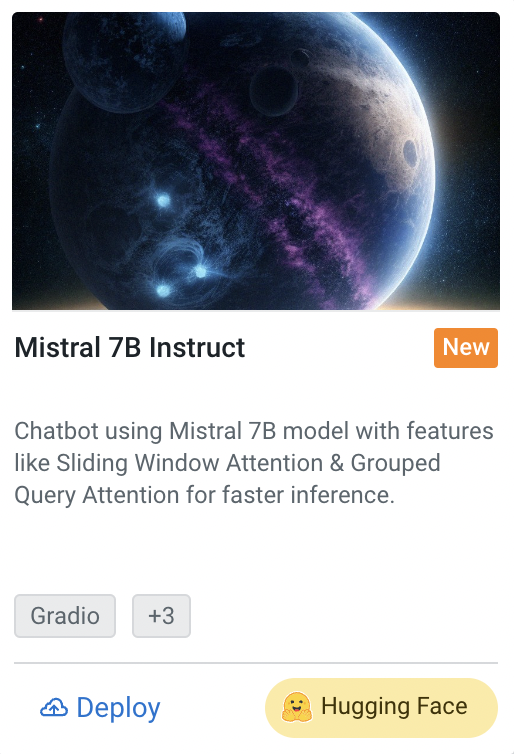 Mistral 7B Instruct
New
Chatbot using Mistral 7B model with features
like Sliding Window Attention & Grouped
Query Attention for faster inference.
Gradio
+3
Deploy
Hugging Face